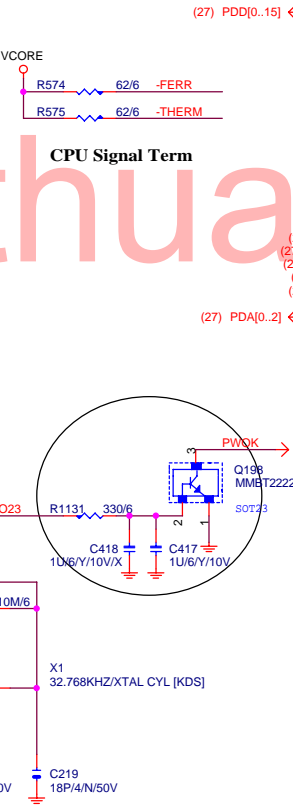 (27) PDD[0..15]
VCORE
R574 62/6 -FERR
R575 62/6 -THERM
CPU Signal Term
thua
(27) PDA[0..2]
3 PWOK
Q198
MMBT2222
SOT23
O23 R1131 330/6
2 1
C418 C417
1U/6/Y/10V/X 1U/6/Y/10V
10M/6
X1
32.768KHZ/XTAL CYL [KDS]
C219
0V 18P/4/N/50V